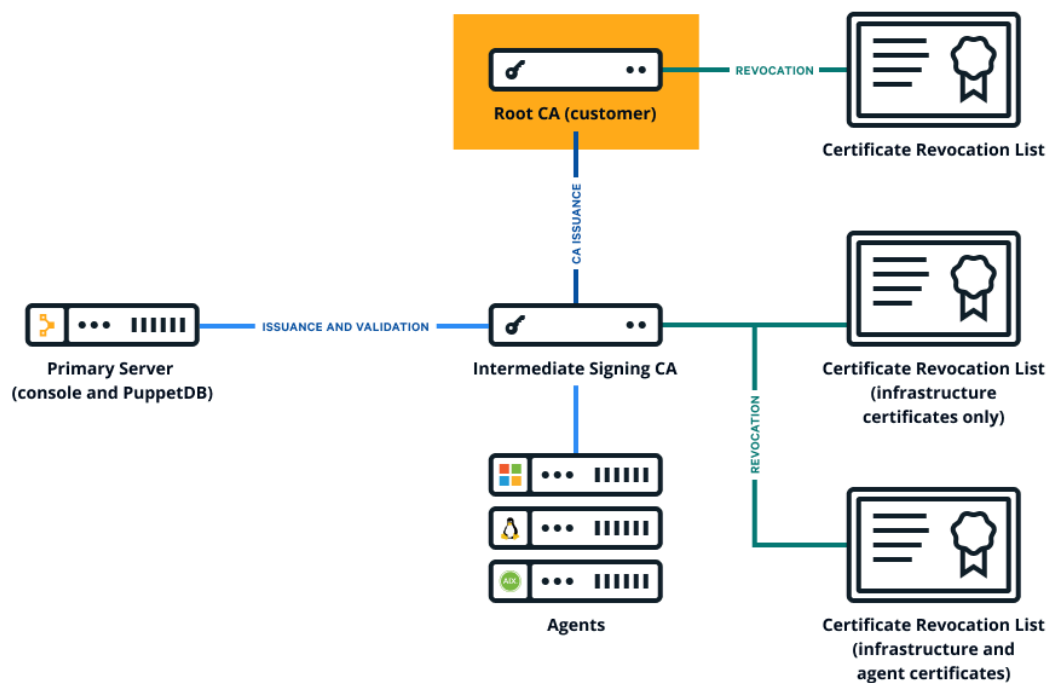 REVOCATION
Root CA (customer)
Certificate Revocation List
CA ISSUANCE
ISSUANCE AND VALIDATION
Primary Server
(console and PuppetDB)
Intermediate Signing CA
Certificate Revocation List
(infrastructure
certificates only)
REVOCATION
AIX
Agents
Certificate Revocation List
(infrastructure and
agent certificates)